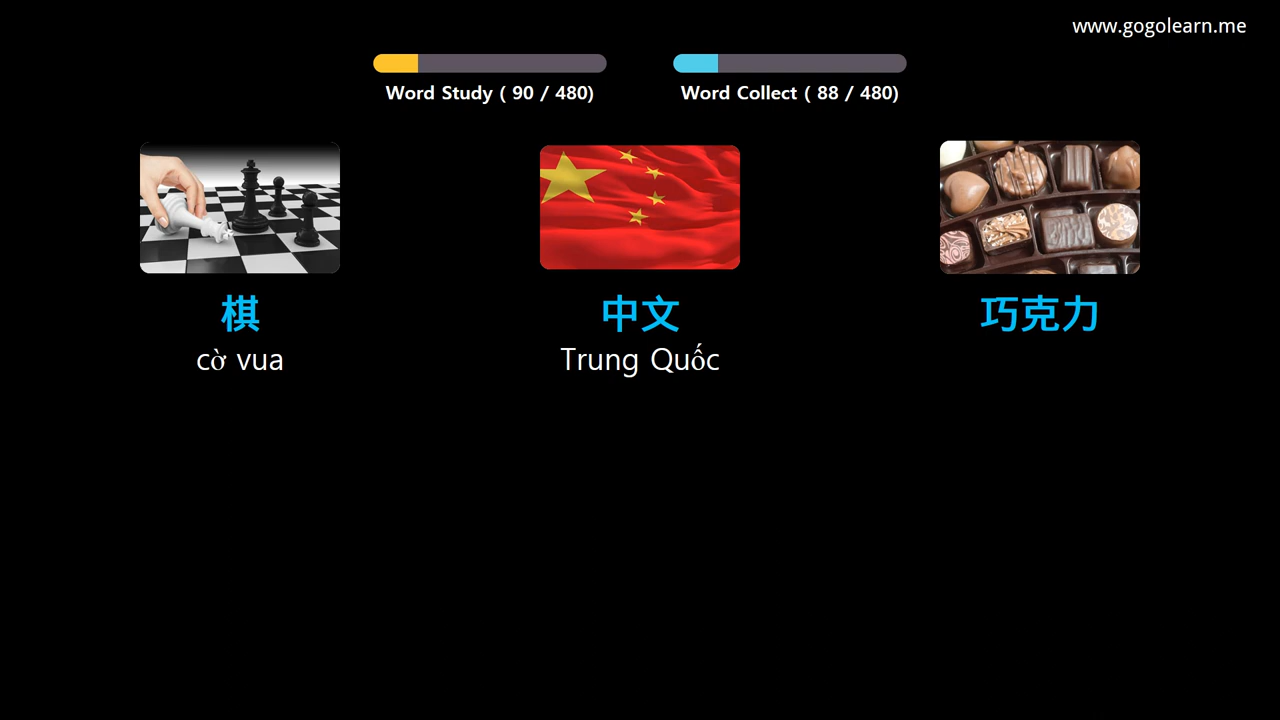 www.gogolearn.me
Word Study ( 90 / 480)
Word Collect ( 88 / 480)
棋
中文
巧克力
cờ vua
Trung Quốc